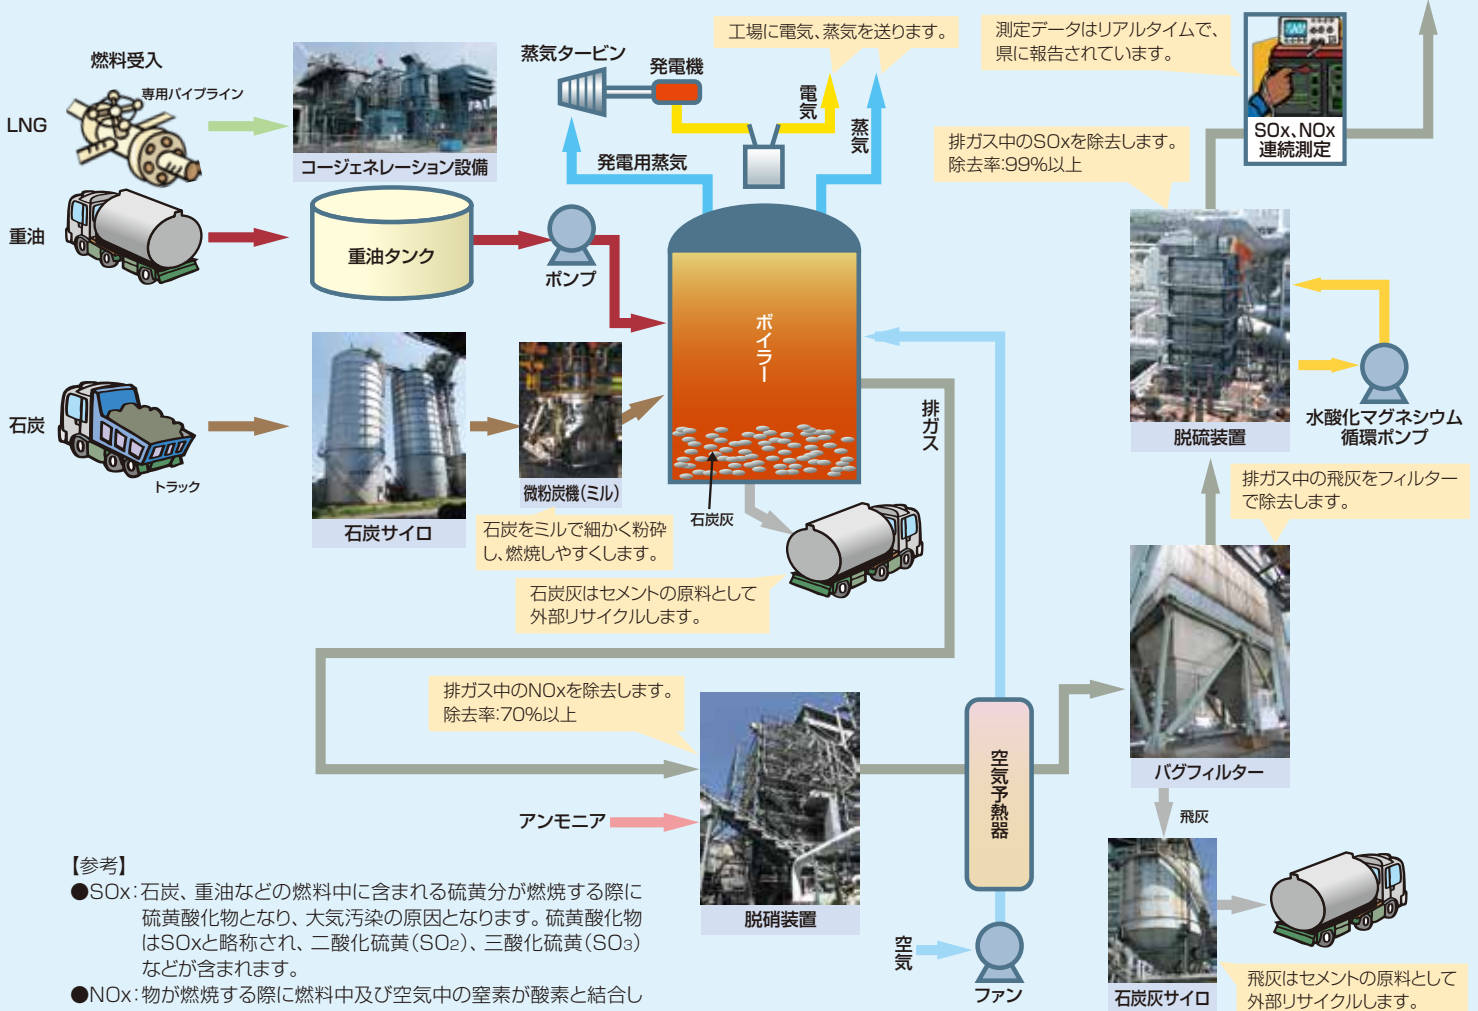 燃料受入
専用パイプライン
LNG
コージェネレーション設備
重油
重油タンク
ポンプ
石炭
トラック
石炭サイロ
微粉炭機(ミル)
石炭をミルで細かく粉砕
し、燃焼しやすくします。
蒸気タービン
発電機
発電用蒸気
工場に電気、蒸気を送ります。
電気
蒸気
ボイラー
石炭灰
石炭灰はセメントの原料として
外部リサイクルします。
排ガス
排ガス中のNOxを除去します。
除去率:70%以上
アンモニア
脱硝装置
空気予熱器
空気
ファン
測定データはリアルタイムで、
県に報告されています。
SOx、NOx
連続測定
排ガス中のSOxを除去します。
除去率:99%以上
脱硫装置
水酸化マグネシウム
循環ポンプ
排ガス中の飛灰をフィルター
で除去します。
バグフィルター
飛灰
石炭灰サイロ
飛灰はセメントの原料として
外部リサイクルします。
【参考】
●SOx:石炭、重油などの燃料中に含まれる硫黄分が燃焼する際に
硫黄酸化物となり、大気汚染の原因となります。硫黄酸化物
はSOxと略称され、二酸化硫黄(SO₂)、三酸化硫黄(SO₃)
などが含まれます。
●NOx:物が燃焼する際に燃料中及び空気中の窒素が酸素と結合し